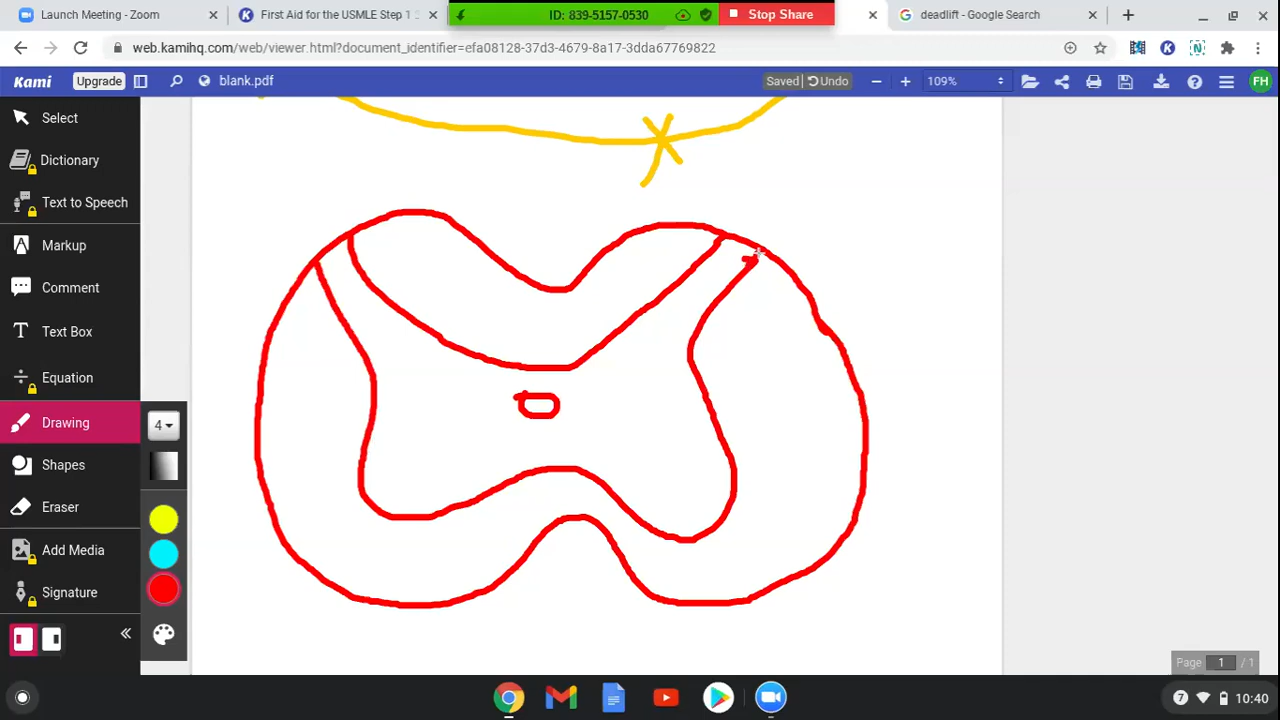 Launch Meeting - Zoom
First Aid for the USMLE Step 1 2
ID: 839-5157-0530
Stop Share
deadlift - Google Search
web.kamihq.com/web/viewer.html?document_identifier=efa08128-37d3-4679-8a17-3dda67769822
Kami
Upgrade
blank.pdf
Saved
Undo
109%
FH
Select
Dictionary
Text to Speech
Markup
Comment
Text Box
Equation
Drawing
4
Shapes
Eraser
Add Media
Signature
Page 1 / 1
7
10:40